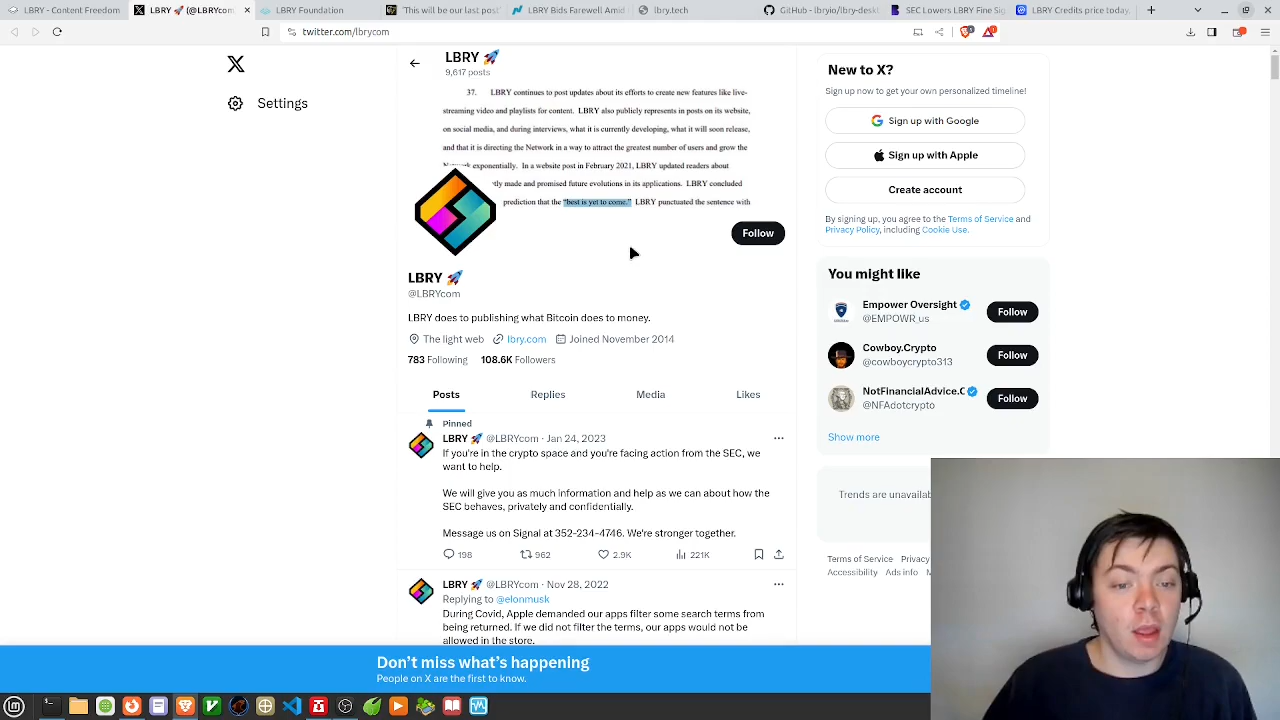 LBRY - Content Freedom
LBRY 🚀 (@LBRYcom)
LBRY Foundation
This will be our last post
LBRY Bids Farewell Amid
lbry.tech
GitHub - lbryio/lbry-deskt
SEC Lowers LBRY Fine Sig
LBRY Credits price today,
twitter.com/lbrycom
LBRY 🚀
9,617 posts
Settings
37. LBRY continues to post updates about its efforts to create new features like live-
streaming video and playlists for content. LBRY also publicly represents in posts on its website,
on social media, and during interviews, what it is currently developing, what it will soon release,
and that it is directing the Network in a way to attract the greatest number of users and grow the
Network exponentially. In a website post in February 2021, LBRY updated readers about
made and promised future evolutions in its applications. LBRY concluded
prediction that the "best is yet to come." LBRY punctuated the sentence with
Follow
LBRY 🚀
@LBRYcom
LBRY does to publishing what Bitcoin does to money.
The light web lbry.com Joined November 2014
783 Following 108.6K Followers
Posts Replies Media Likes
Pinned
LBRY 🚀 @LBRYcom · Jan 24, 2023
If you're in the crypto space and you're facing action from the SEC, we
want to help.
We will give you as much information and help as we can about how the
SEC behaves, privately and confidentially.
Message us on Signal at 352-234-4746. We're stronger together.
198 962 2.9K 221K
LBRY 🚀 @LBRYcom · Nov 28, 2022
Replying to @elonmusk
During Covid, Apple demanded our apps filter some search terms from
being returned. If we did not filter the terms, our apps would not be
allowed in the store.
New to X?
Sign up now to get your own personalized timeline!
Sign up with Google
Sign up with Apple
Create account
By signing up, you agree to the Terms of Service and
Privacy Policy, including Cookie Use.
You might like
Empower Oversight
@EMPOWR_us
Follow
Cowboy.Crypto
@cowboycrypto313
Follow
NotFinancialAdvice.C
@NFAdotcrypto
Follow
Show more
Trends are unavailab
Terms of Service Privacy
Accessibility Ads info
Don't miss what's happening
People on X are the first to know.